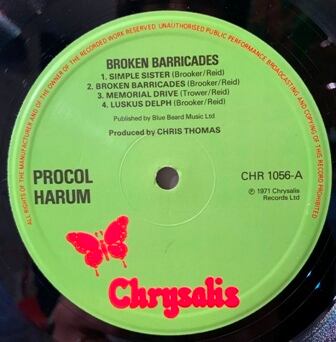 ALL RIGHTS OF THE MANUFACTURER AND OF THE OWNER OF THE RECORDED WORK RESERVED. UNAUTHORISED PUBLIC PERFORMANCE, BROADCASTING AND COPYING OF THIS RECORD PROHIBITED
BROKEN BARRICADES
1. SIMPLE SISTER (Brooker/Reid)
2. BROKEN BARRICADES (Brooker/Reid)
3. MEMORIAL DRIVE (Trower/Reid)
4. LUSKUS DELPH (Brooker/Reid)
Published by Blue Beard Music Ltd
Produced by CHRIS THOMAS
PROCOL
HARUM
CHR 1056-A
℗ 1971 Chrysalis
Records Ltd
Chrysalis